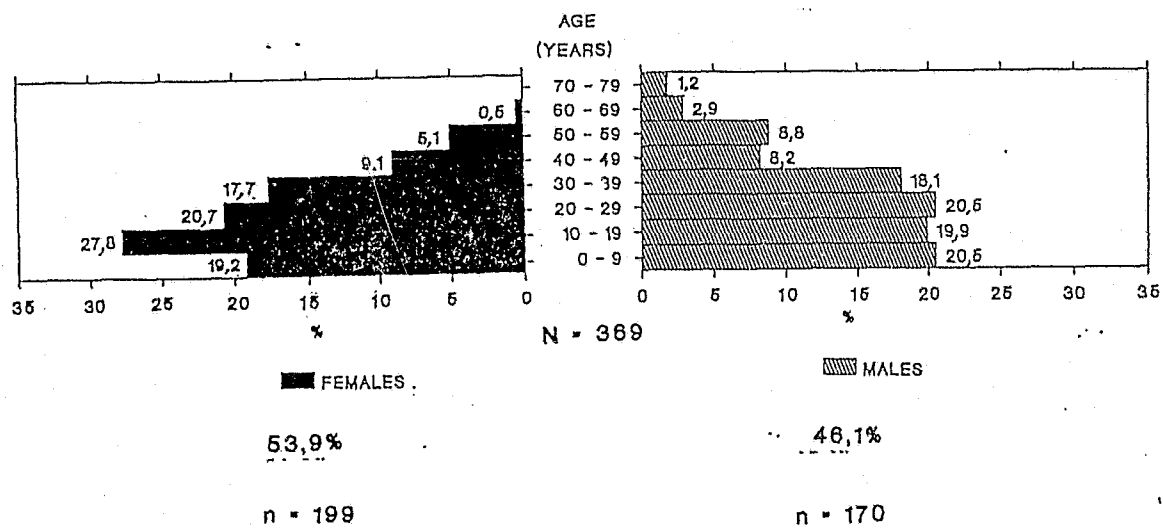 AGE
(YEARS)
70 - 79 1,2
0,5 60 - 69 2,9
5,1 50 - 59 8,8
9,1 40 - 49 8,2
17,7 30 - 39 18,1
20,7 20 - 29 20,5
27,8 10 - 19 19,9
19,2 0 - 9 20,5
35 30 25 20 15 10 5 0 0 5 10 15 20 25 30 35
% %
N = 369
FEMALES MALES
53,9% 46,1%
n = 199 n = 170